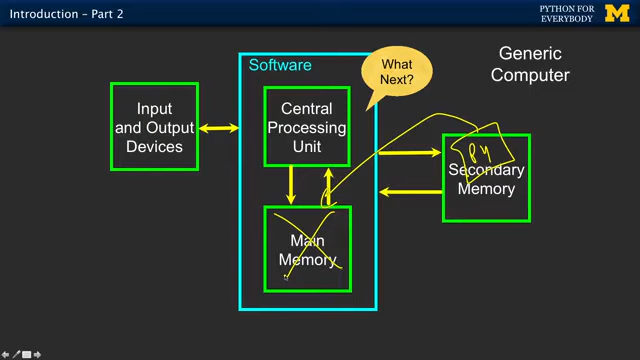 Introduction – Part 2
PYTHON FOR
EVERYBODY
M
Software
What
Next?
Generic
Computer
Input
and Output
Devices
Central
Processing
Unit
PY
Secondary
Memory
Main
Memory